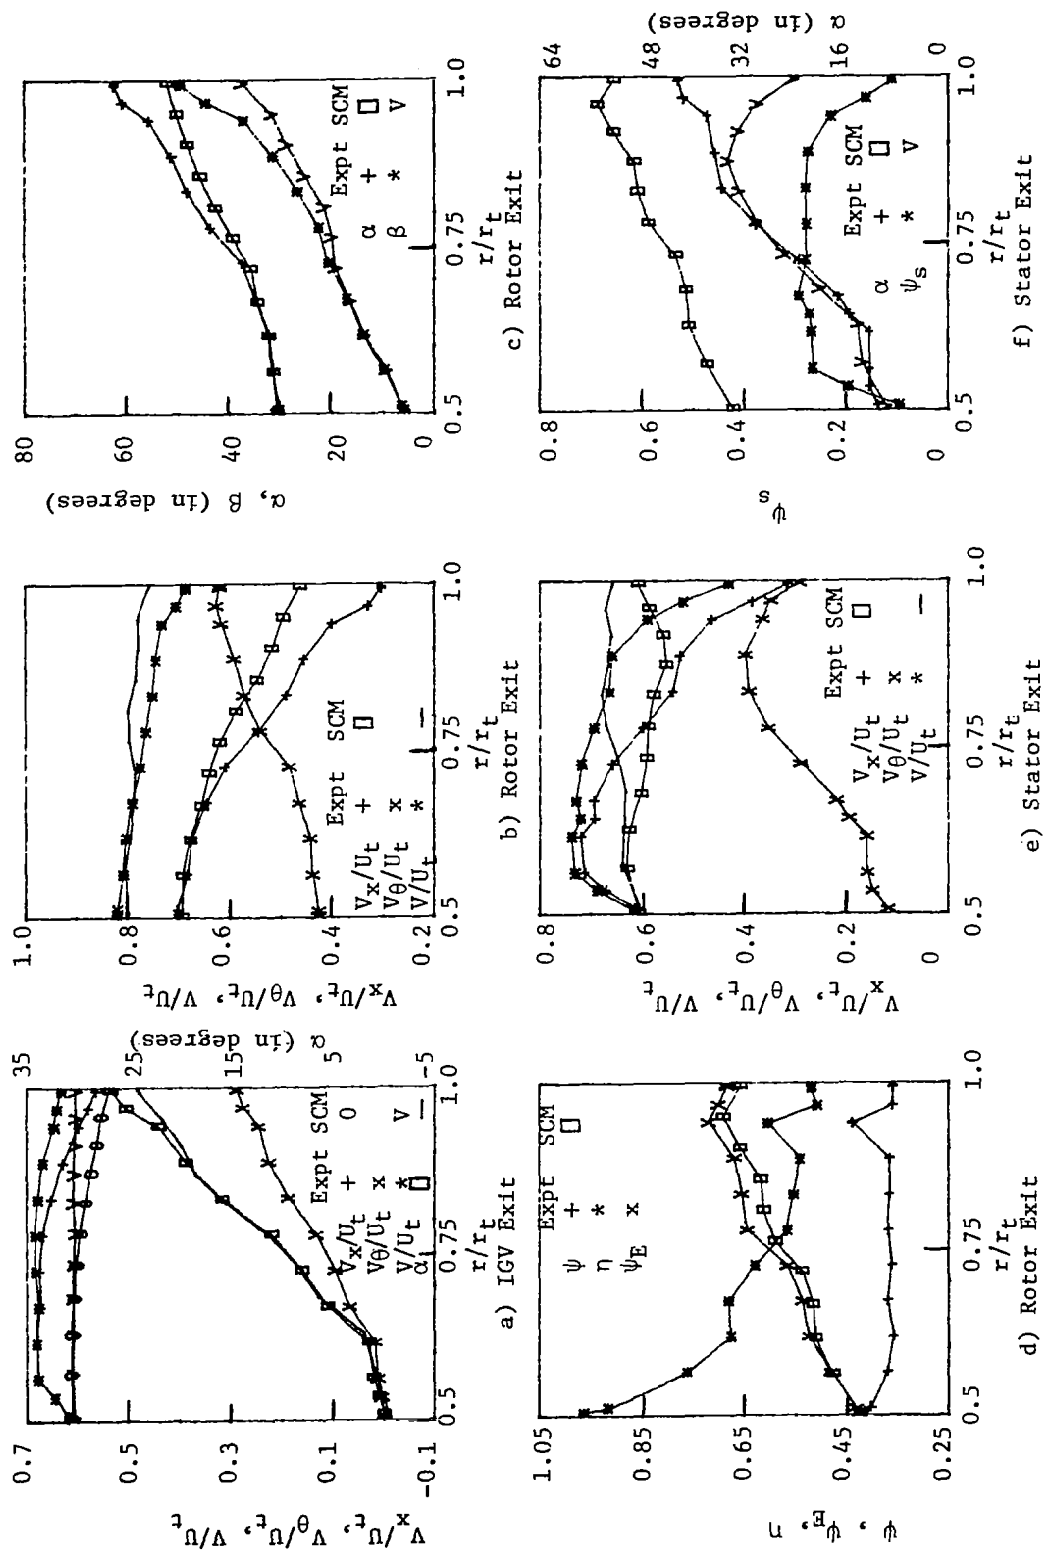 0.7
0.5
0.3
0.1
-0.1
V_x/U_t, V_θ/U_t, V/U_t
35
25
15
5
-5
α (in degrees)
Expt SCM
V_x/U_t + O
V_θ/U_t x
V/U_t * V
α □ —
0.5
0.75
1.0
r/r_t
a) IGV Exit
1.0
0.8
0.6
0.4
0.2
V_x/U_t, V_θ/U_t, V/U_t
Expt SCM
V_x/U_t + □
V_θ/U_t x
V/U_t * —
0.5
0.75
1.0
r/r_t
b) Rotor Exit
80
60
40
20
0
α, β (in degrees)
Expt SCM
α + □
β * V
0.5
0.75
1.0
r/r_t
c) Rotor Exit
1.05
0.85
0.65
0.45
0.25
ψ, ψ_E, η
Expt SCM
ψ + □
η *
ψ_E x
0.5
0.75
1.0
r/r_t
d) Rotor Exit
0.8
0.6
0.4
0.2
0
V_x/U_t, V_θ/U_t, V/U_t
Expt SCM
V_x/U_t + □
V_θ/U_t x
V/U_t * —
0.5
0.75
1.0
r/r_t
e) Stator Exit
0.8
0.6
0.4
0.2
0
ψ_s
64
48
32
16
0
α (in degrees)
Expt SCM
α + □
ψ_s * V
0.5
0.75
1.0
r/r_t
f) Stator Exit